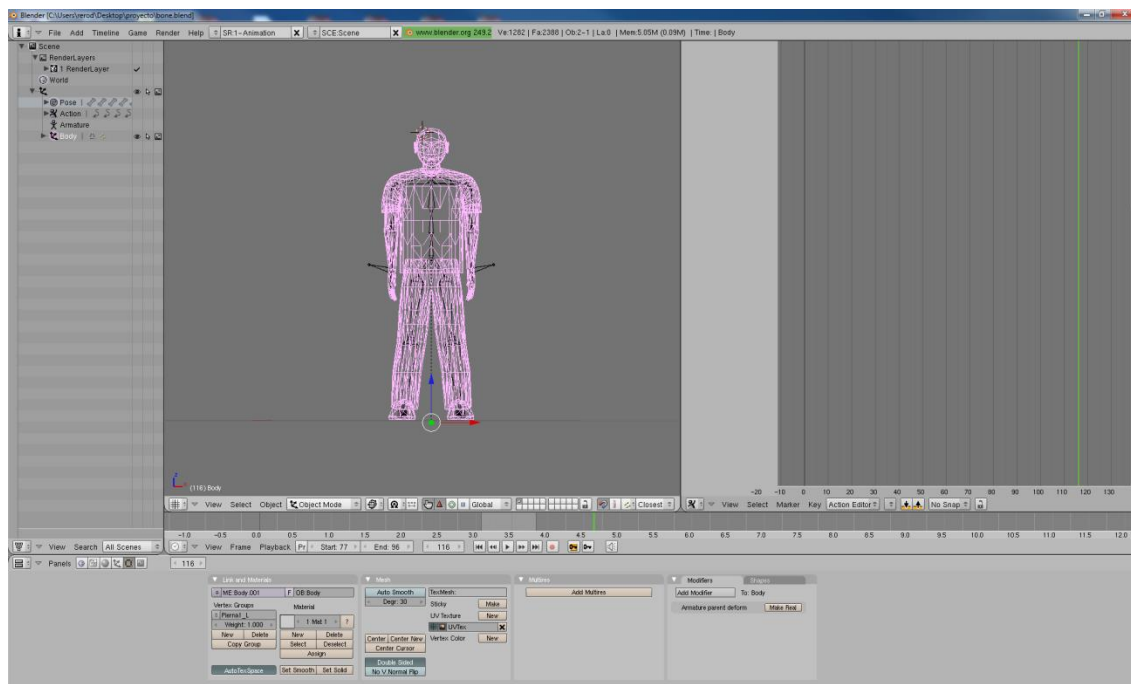 Blender [C:\Users\rerod\Desktop\proyecto\bone.blend]
File Add Timeline Game Render Help SR:1-Animation X SCE:Scene X www.blender.org 249.2 Ve:1262 | Fa:2388 | Ob:2-1 | La:0 | Mem:5.05M (0.09M) | Time: | Body
Scene
RenderLayers
1 RenderLayer
World
Pose
Action
Armature
Body
(116) Body
View Select Object Object Mode Global Closest
-20 -10 0 10 20 30 40 50 60 70 80 90 100 110 120 130
View Select Marker Key Action Editor No Snap
-1.0 -0.5 0.0 0.5 1.0 1.5 2.0 2.5 3.0 3.5 4.0 4.5 5.0 5.5 6.0 6.5 7.0 7.5 8.0 8.5 9.0 9.5 10.0 10.5 11.0 11.5 12.0
View Search All Scenes
View Frame Playback Pr Start: 77 End: 96 116
Panels 116
Link and Materials
ME:Body.001 F OB:Body
Vertex Groups Material
Pierna1_L
Weight: 1.000
1 Mat 1 ?
New Delete New Delete
Copy Group Select Deselect
Assign
AutoTexSpace Set Smooth Set Solid
Mesh
Auto Smooth TexMesh:
Degr: 30 Sticky Make
UV Texture New
UVTex
Center Center New Vertex Color New
Center Cursor
Double Sided
No V.Normal Flip
Multires
Add Multires
Modifiers Shapes
Add Modifier To: Body
Armature parent deform Make Real